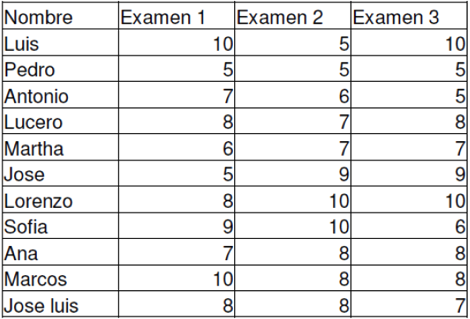 Nombre Examen 1 Examen 2 Examen 3
Luis 10 5 10
Pedro 5 5 5
Antonio 7 6 5
Lucero 8 7 8
Martha 6 7 7
Jose 5 9 9
Lorenzo 8 10 10
Sofia 9 10 6
Ana 7 8 8
Marcos 10 8 8
Jose luis 8 8 7